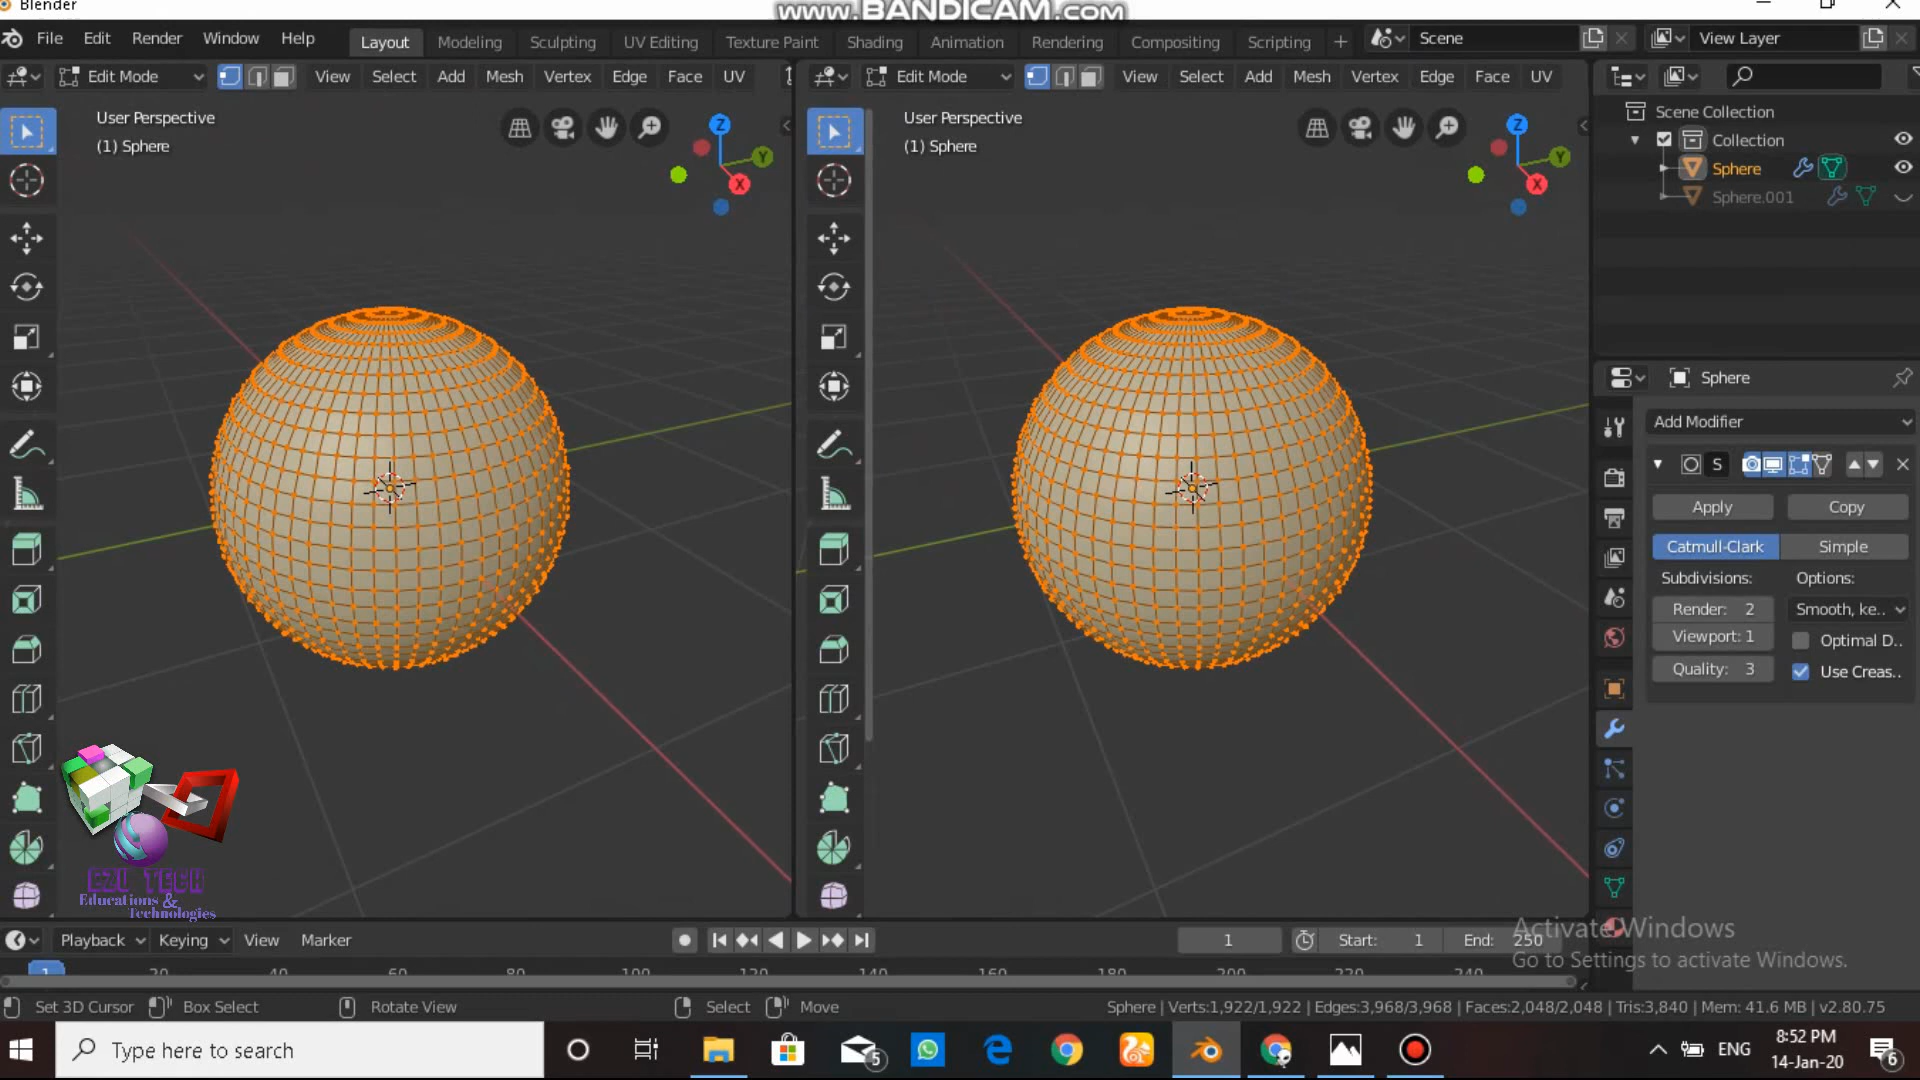 Blender
www.BANDICAM.com
File Edit Render Window Help Layout Modeling Sculpting UV Editing Texture Paint Shading Animation Rendering Compositing Scripting + Scene View Layer
Edit Mode View Select Add Mesh Vertex Edge Face UV Edit Mode View Select Add Mesh Vertex Edge Face UV
User Perspective
(1) Sphere
Z
Y
X
User Perspective
(1) Sphere
Z
Y
X
Scene Collection
Collection
Sphere
Sphere.001
Sphere
Add Modifier
S
Apply Copy
Catmull-Clark Simple
Subdivisions: Options:
Render: 2 Smooth, ke..
Viewport: 1 Optimal D..
Quality: 3 Use Creas..
EZU TECH
Educations &
Technologies
Activate Windows
Go to Settings to activate Windows.
Playback Keying View Marker 1 Start: 1 End: 250
1 20 40 60 80 100 120 140 160 180 200 220 240
Set 3D Cursor Box Select Rotate View Select Move Sphere | Verts:1,922/1,922 | Edges:3,968/3,968 | Faces:2,048/2,048 | Tris:3,840 | Mem: 41.6 MB | v2.80.75
Type here to search 5 ENG 8:52 PM
14-Jan-20 6